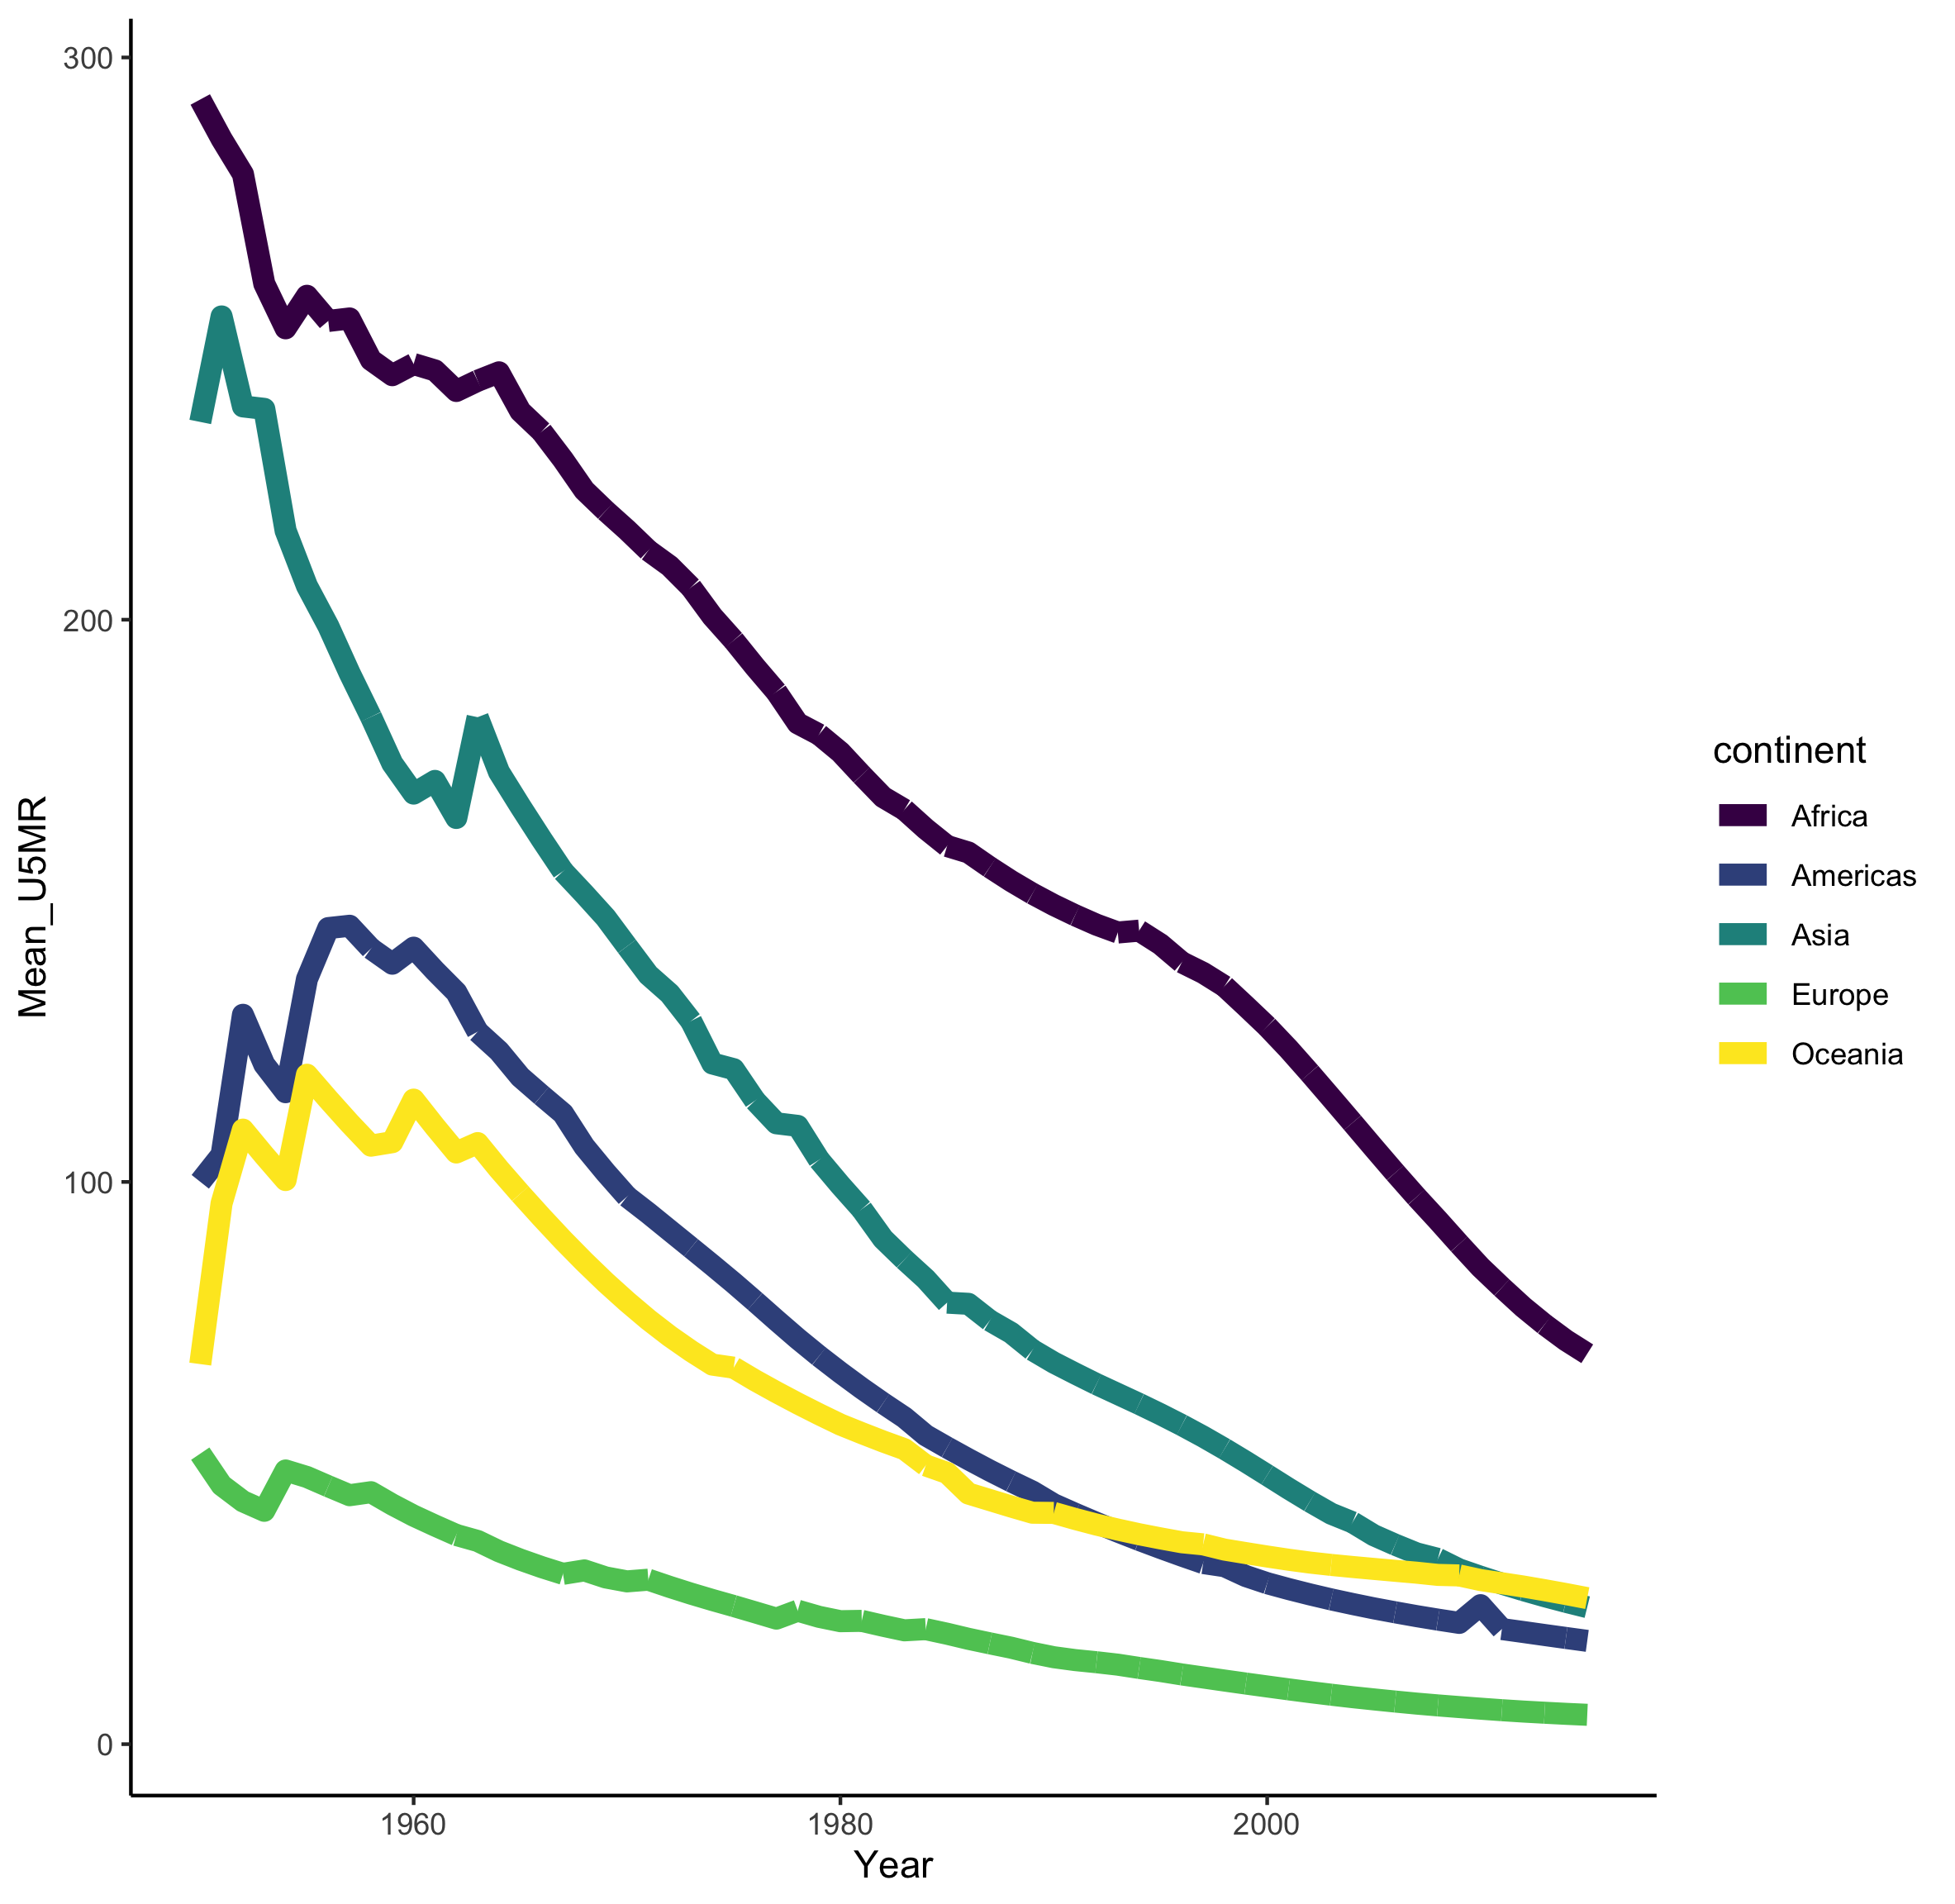 300
200
100
0
Mean_U5MR
1960
1980
2000
Year
continent
Africa
Americas
Asia
Europe
Oceania